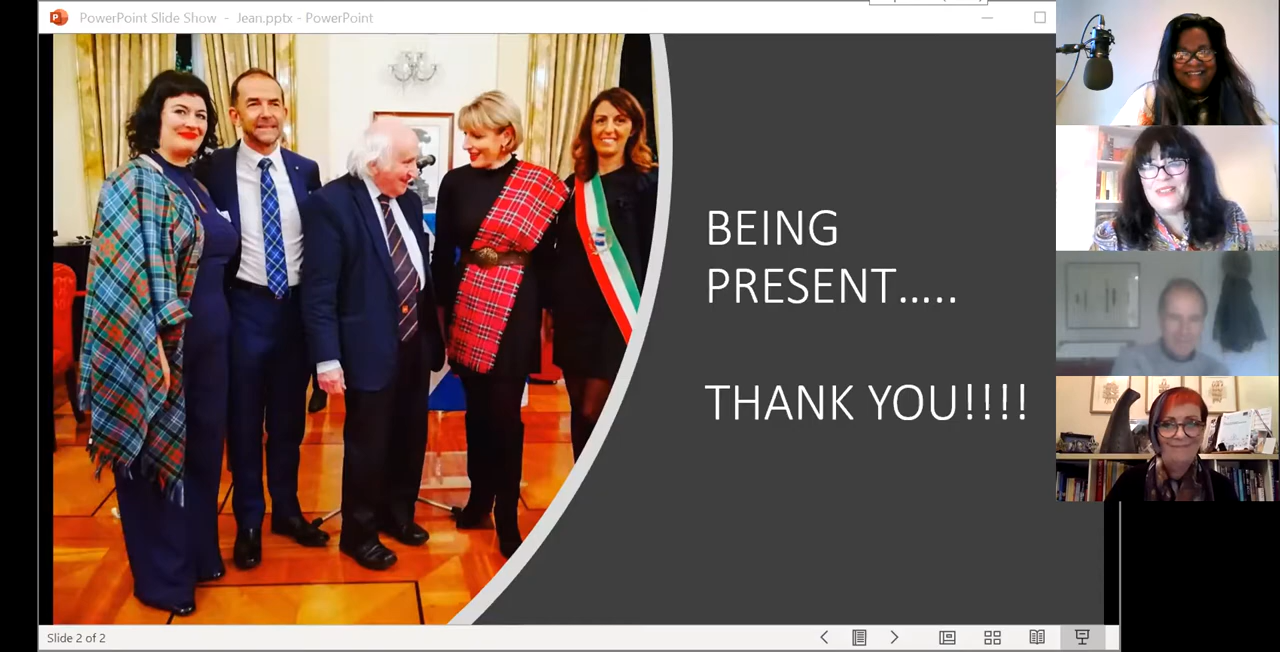 PowerPoint Slide Show - Jean.pptx - PowerPoint
BEING
PRESENT.....
THANK YOU!!!!
Slide 2 of 2